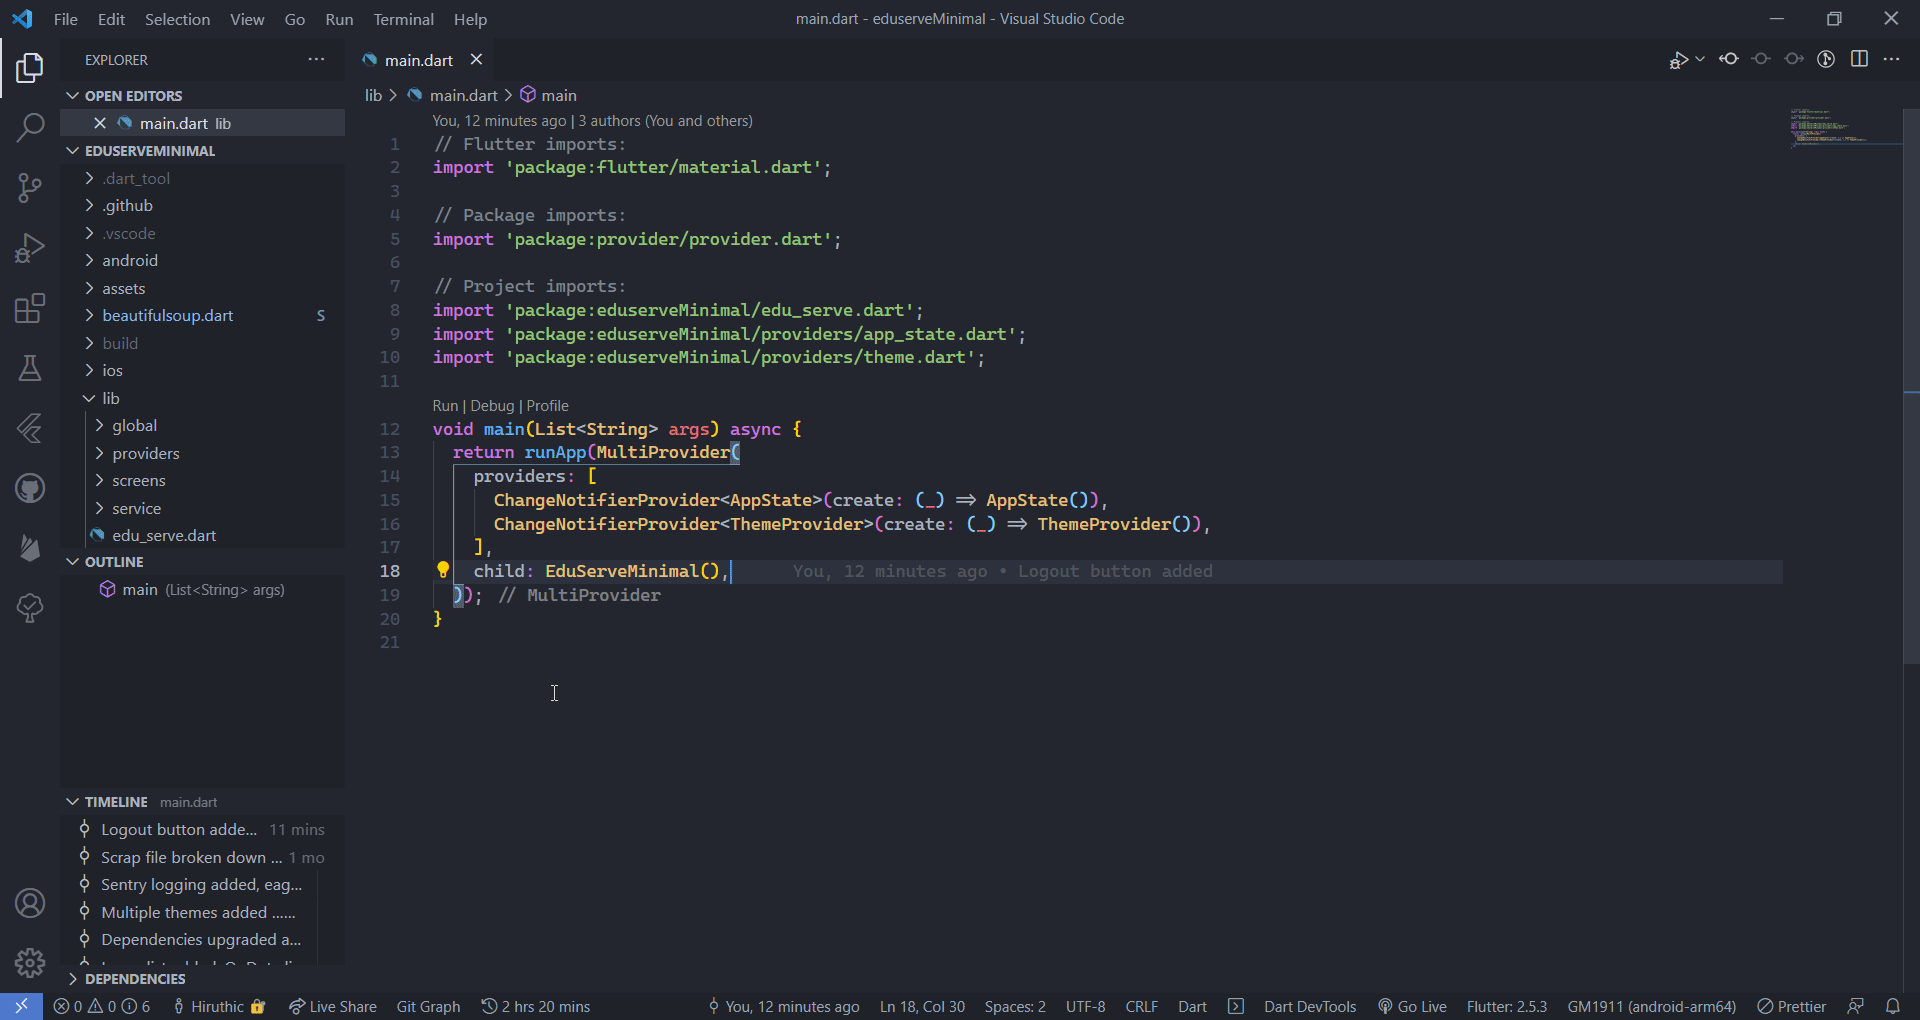 File Edit Selection View Go Run Terminal Help
main.dart - eduserveMinimal - Visual Studio Code
EXPLORER
OPEN EDITORS
main.dart lib
EDUSERVEMINIMAL
.dart_tool
.github
.vscode
android
assets
beautifulsoup.dart S
build
ios
lib
global
providers
screens
service
edu_serve.dart
OUTLINE
main (List<String> args)
TIMELINE main.dart
Logout button adde... 11 mins
Scrap file broken down ... 1 mo
Sentry logging added, eag...
Multiple themes added ......
Dependencies upgraded a...
DEPENDENCIES
main.dart
lib > main.dart > main
You, 12 minutes ago | 3 authors (You and others)
1 // Flutter imports:
2 import 'package:flutter/material.dart';
3
4 // Package imports:
5 import 'package:provider/provider.dart';
6
7 // Project imports:
8 import 'package:eduserveMinimal/edu_serve.dart';
9 import 'package:eduserveMinimal/providers/app_state.dart';
10 import 'package:eduserveMinimal/providers/theme.dart';
11
Run | Debug | Profile
12 void main(List<String> args) async {
13 return runApp(MultiProvider(
14 providers: [
15 ChangeNotifierProvider<AppState>(create: (_) => AppState()),
16 ChangeNotifierProvider<ThemeProvider>(create: (_) => ThemeProvider()),
17 ],
18 child: EduServeMinimal(), You, 12 minutes ago • Logout button added
19 )); // MultiProvider
20 }
21
0 0 6 Hiruthic Live Share Git Graph 2 hrs 20 mins You, 12 minutes ago Ln 18, Col 30 Spaces: 2 UTF-8 CRLF Dart Dart DevTools Go Live Flutter: 2.5.3 GM1911 (android-arm64) Prettier